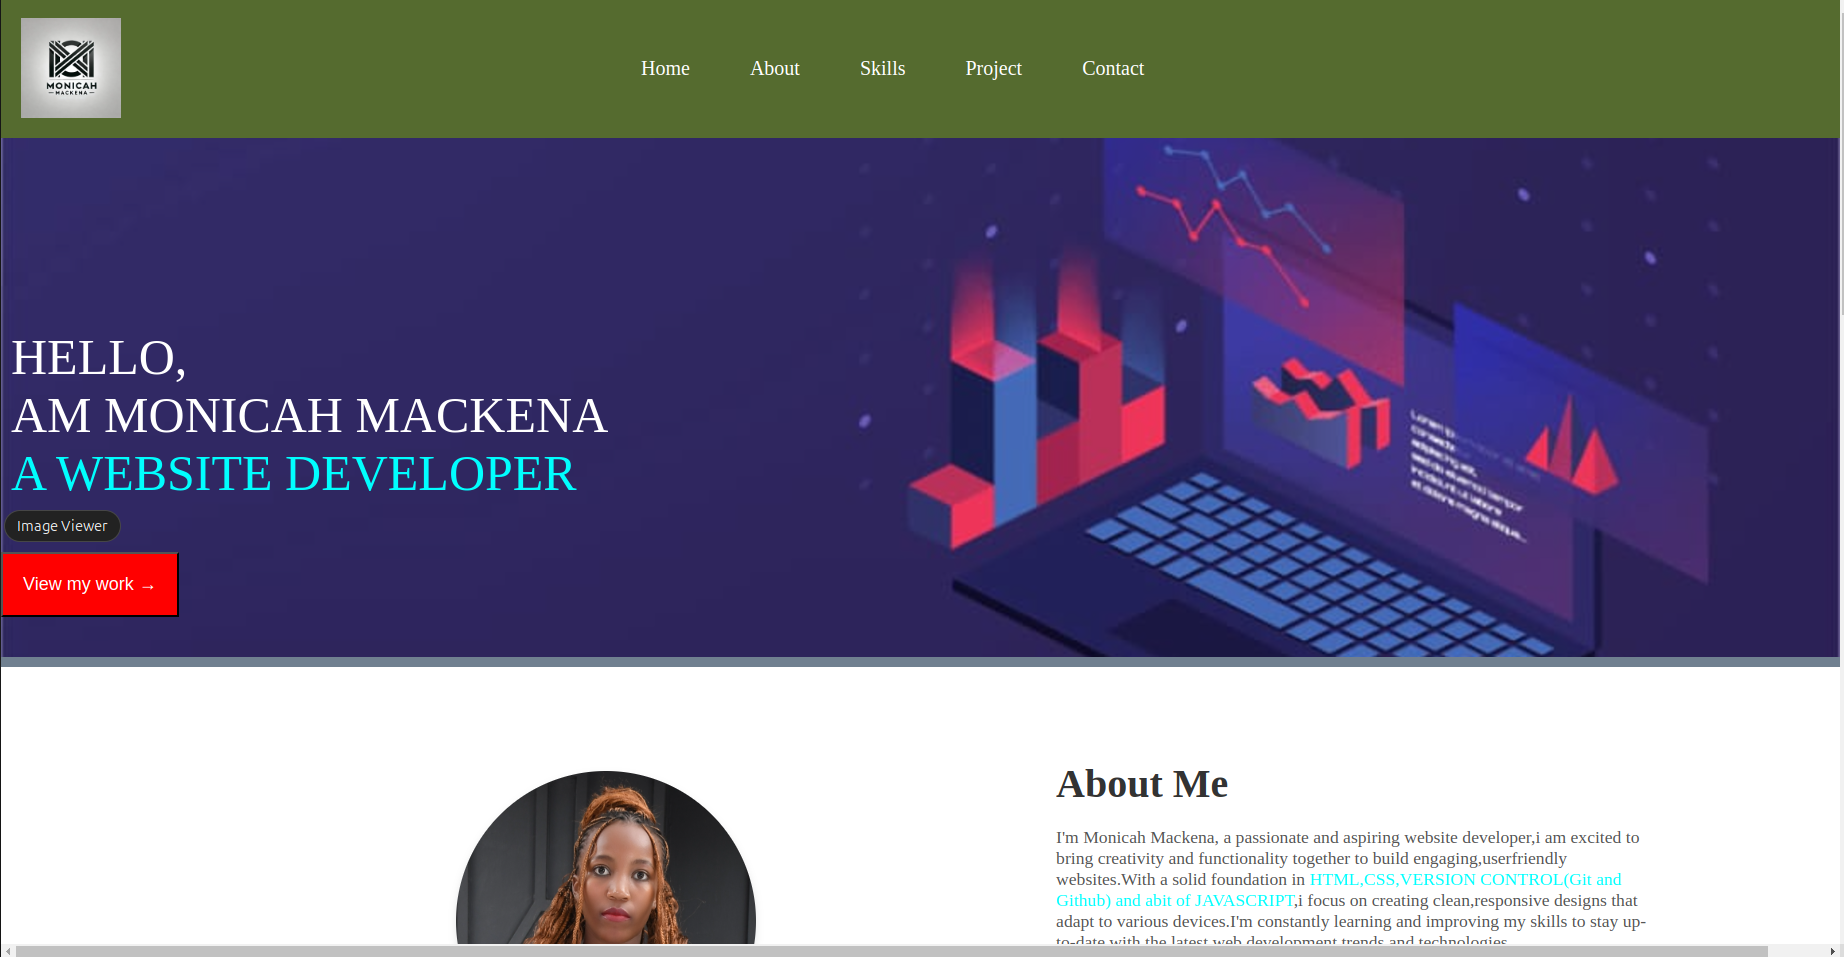 MONICAH
MACKENA
Home About Skills Project Contact
HELLO,
AM MONICAH MACKENA
A WEBSITE DEVELOPER
Image Viewer
View my work →
About Me
I'm Monicah Mackena, a passionate and aspiring website developer,i am excited to
bring creativity and functionality together to build engaging,userfriendly
websites.With a solid foundation in HTML,CSS,VERSION CONTROL(Git and
Github) and abit of JAVASCRIPT,i focus on creating clean,responsive designs that
adapt to various devices.I'm constantly learning and improving my skills to stay up-
to-date with the latest web development trends and technologies.